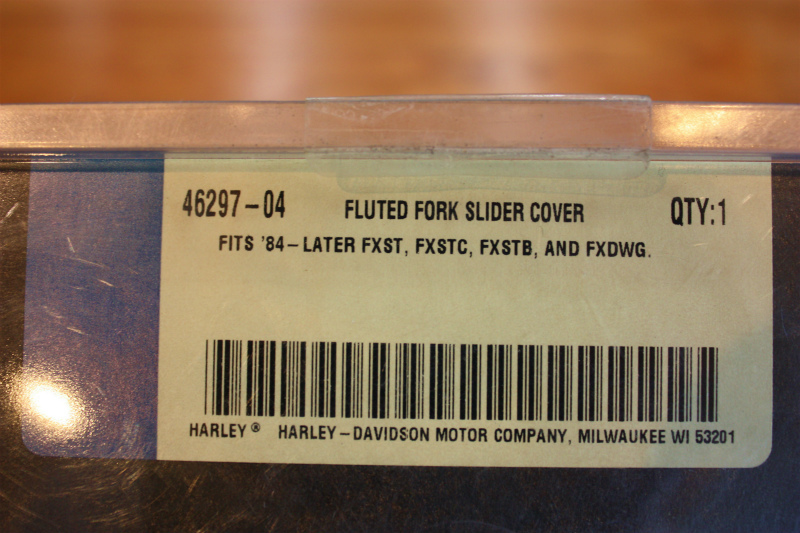 46297-04 FLUTED FORK SLIDER COVER QTY:1
FITS '84-LATER FXST, FXSTC, FXSTB, AND FXDWG.
HARLEY® HARLEY-DAVIDSON MOTOR COMPANY, MILWAUKEE WI 53201